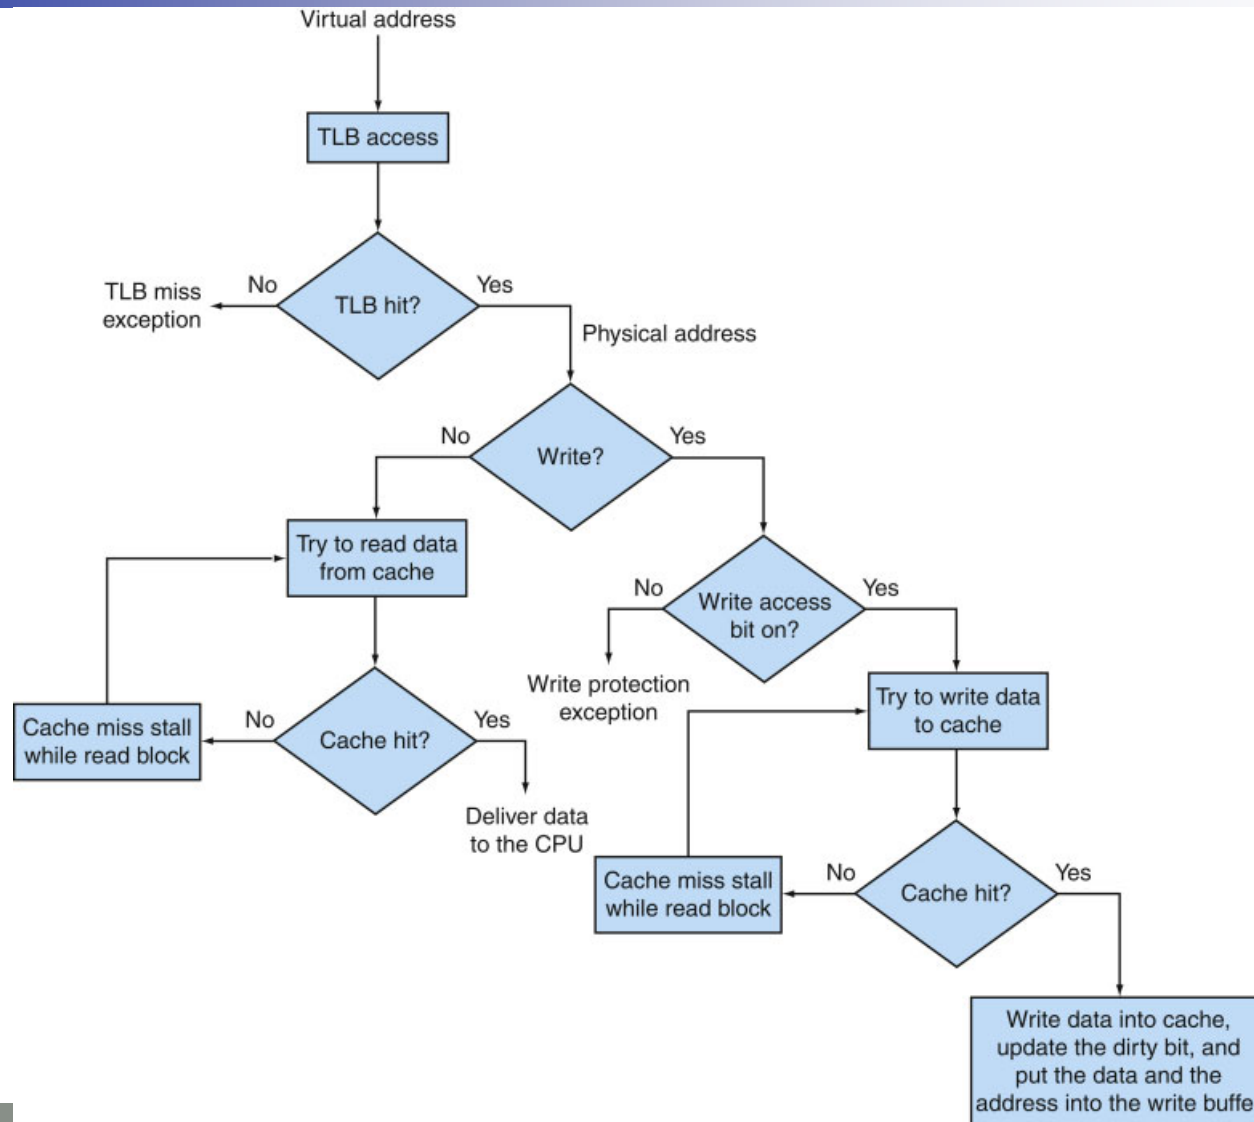 Virtual address
TLB access
TLB hit?
No
Yes
TLB miss
exception
Physical address
Write?
No
Yes
Try to read data
from cache
Write access
bit on?
No
Yes
Write protection
exception
Try to write data
to cache
Cache hit?
No
Yes
Cache miss stall
while read block
Deliver data
to the CPU
Cache hit?
No
Yes
Cache miss stall
while read block
Write data into cache,
update the dirty bit, and
put the data and the
address into the write buffe